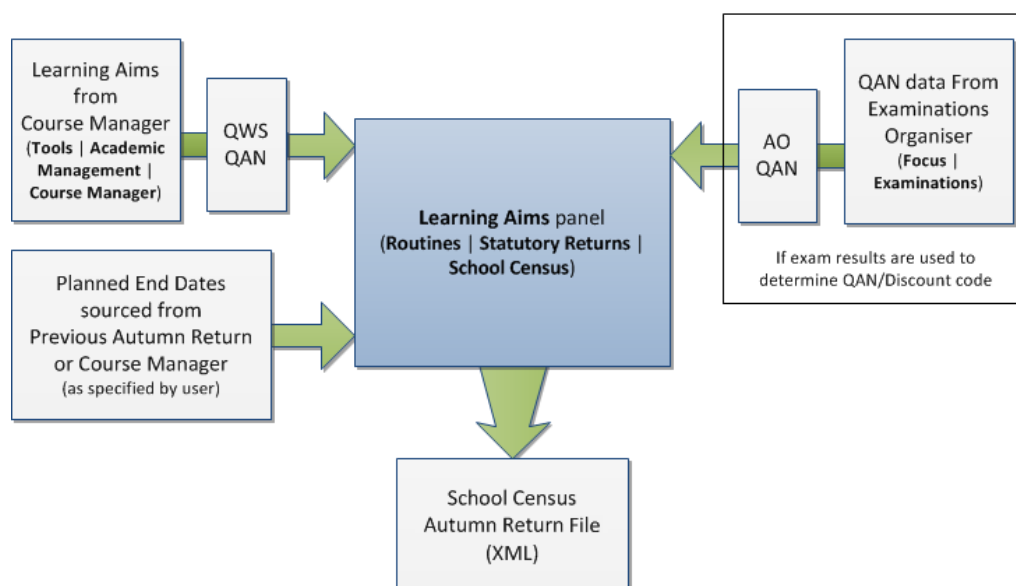 Learning Aims
from
Course Manager
(Tools | Academic
Management |
Course Manager)
QWS
QAN
Planned End Dates
sourced from
Previous Autumn Return
or Course Manager
(as specified by user)
Learning Aims panel
(Routines | Statutory Returns |
School Census)
AO
QAN
QAN data From
Examinations
Organiser
(Focus |
Examinations)
If exam results are used to
determine QAN/Discount code
School Census
Autumn Return File
(XML)